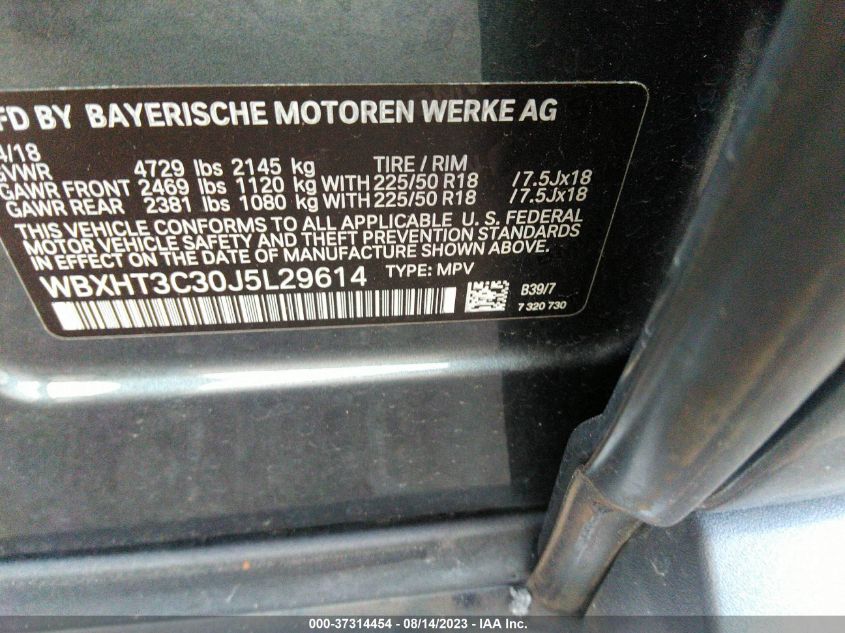 FD BY BAYERISCHE MOTOREN WERKE AG
4/18
GVWR 4729 lbs 2145 kg TIRE / RIM
GAWR FRONT 2469 lbs 1120 kg WITH 225/50 R18 /7.5Jx18
GAWR REAR 2381 lbs 1080 kg WITH 225/50 R18 /7.5Jx18
THIS VEHICLE CONFORMS TO ALL APPLICABLE U. S. FEDERAL
MOTOR VEHICLE SAFETY AND THEFT PREVENTION STANDARDS
IN EFFECT ON THE DATE OF MANUFACTURE SHOWN ABOVE.
WBXHT3C30J5L29614 TYPE: MPV B39/7
7 320 730
000-37314454 - 08/14/2023 - IAA Inc.